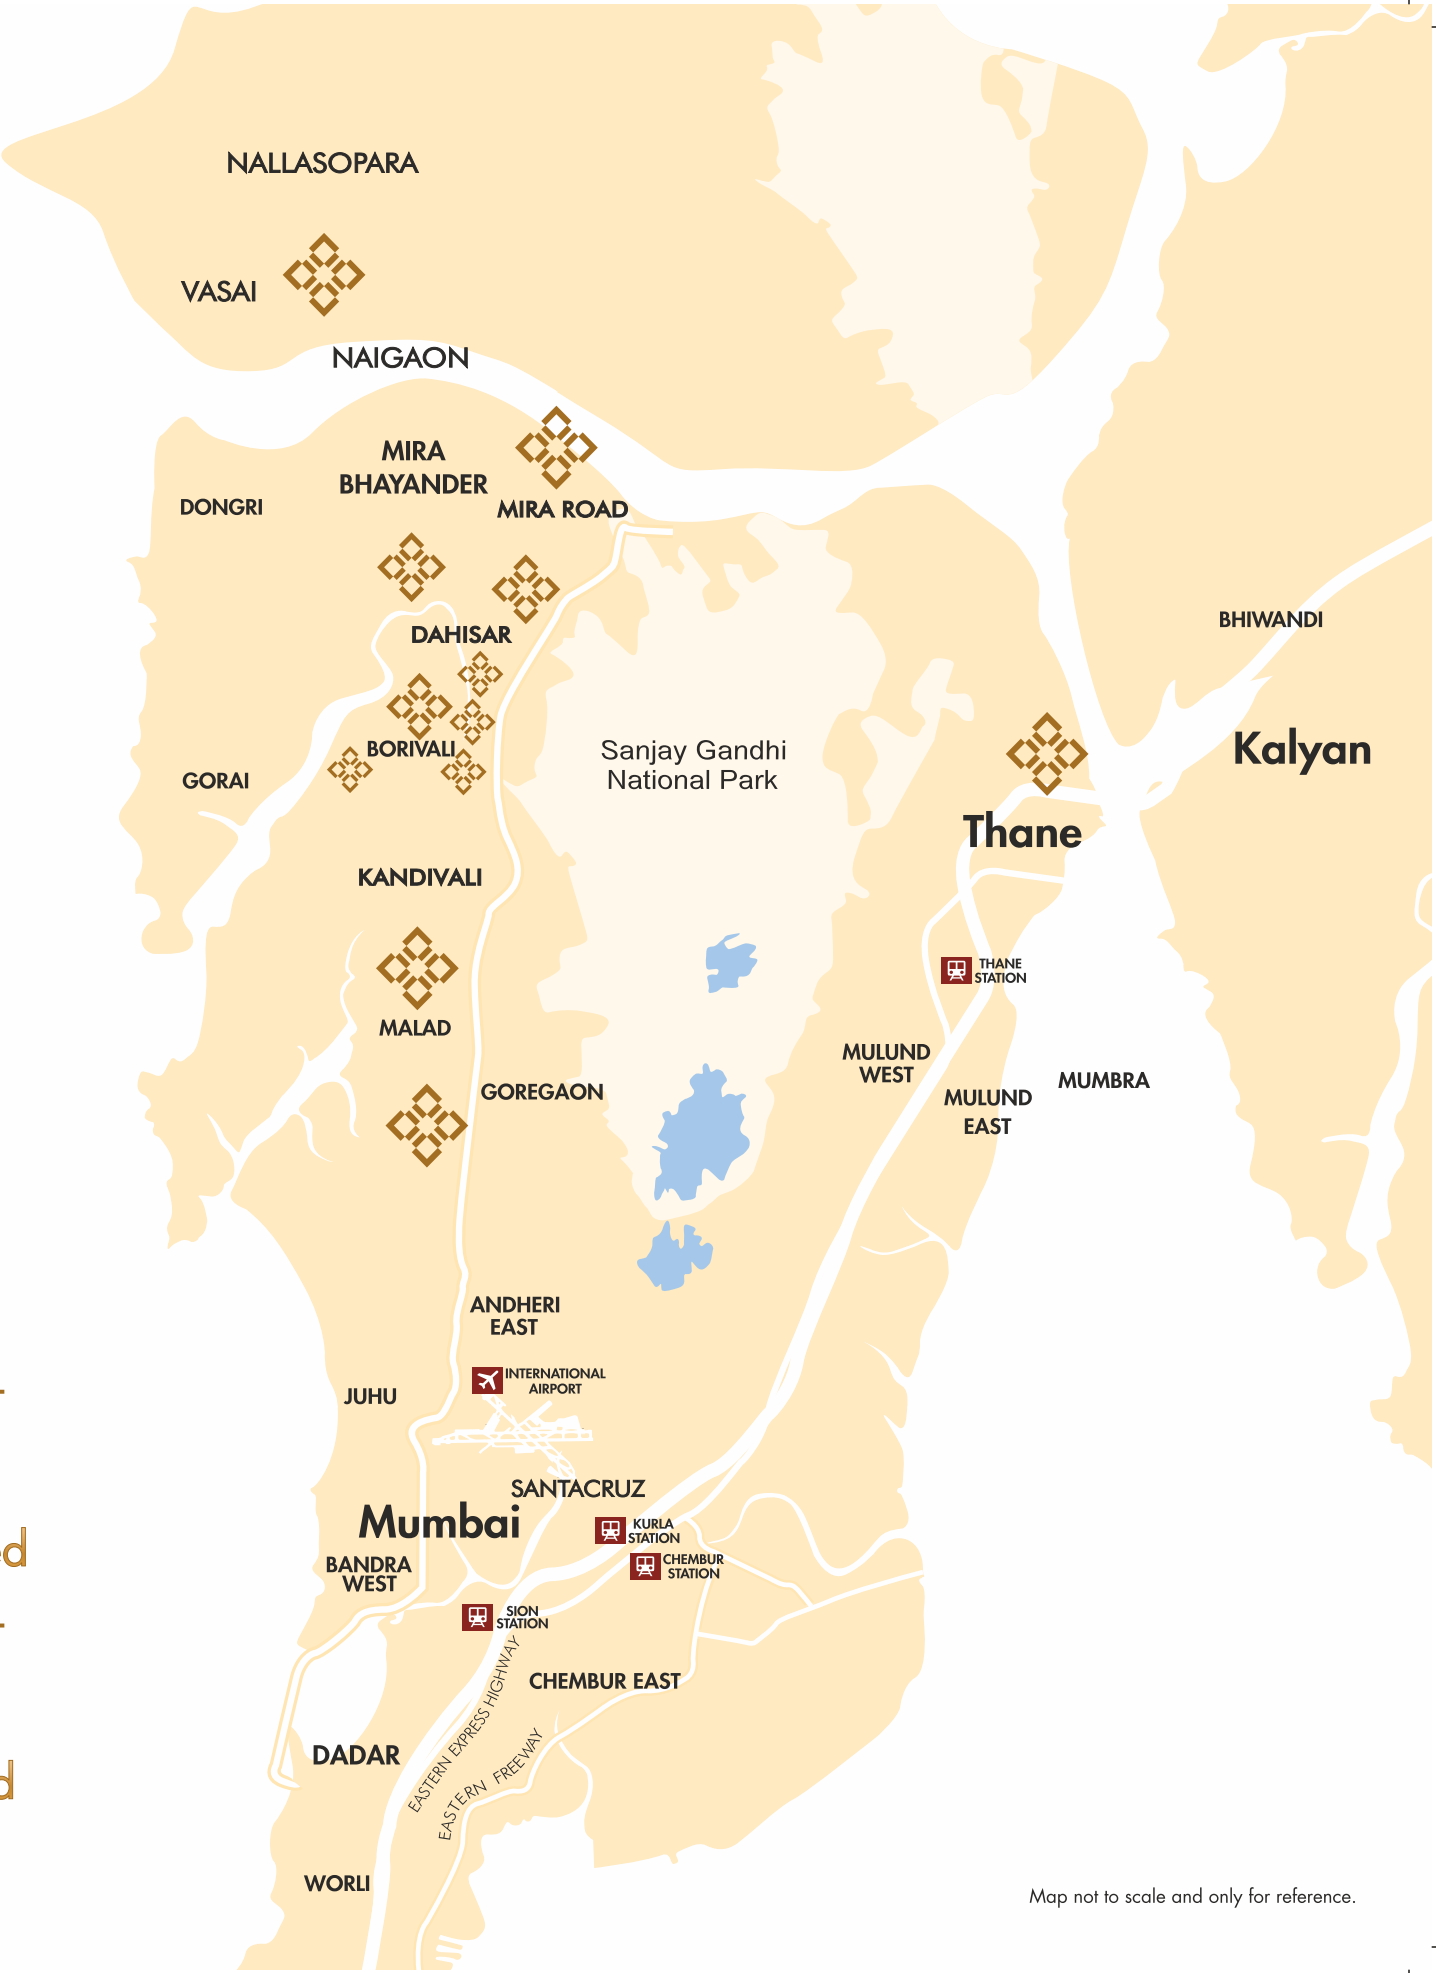 NALLASOPARA
VASAI
NAIGAON
MIRA
BHAYANDER
DONGRI
MIRA ROAD
BHIWANDI
DAHISAR
BORIVALI
Sanjay Gandhi
National Park
Kalyan
GORAI
Thane
KANDIVALI
THANE
STATION
MALAD
MULUND
WEST
MUMBRA
GOREGAON
MULUND
EAST
ANDHERI
EAST
INTERNATIONAL
AIRPORT
JUHU
SANTACRUZ
Mumbai
KURLA
STATION
CHEMBUR
STATION
BANDRA
WEST
SION
STATION
EASTERN EXPRESS HIGHWAY
CHEMBUR EAST
EASTERN FREEWAY
DADAR
WORLI
Map not to scale and only for reference.